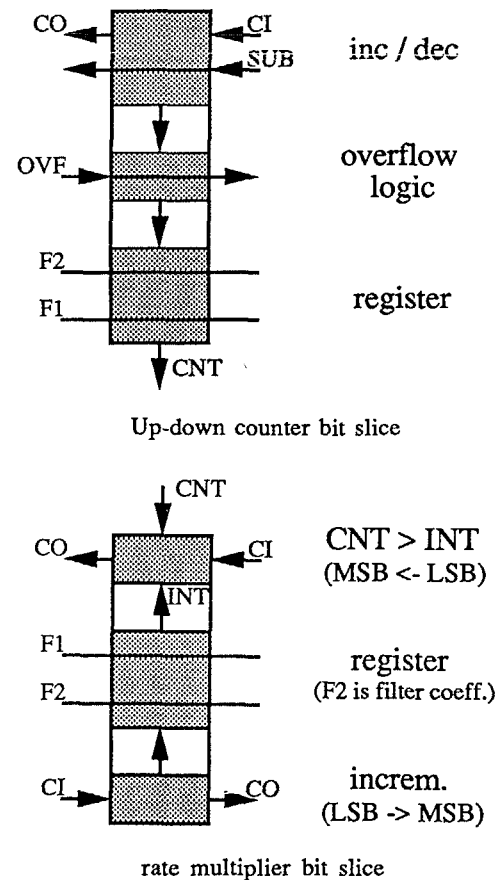 CO CI
SUB
inc / dec
OVF
overflow
logic
F2
F1
register
CNT
Up-down counter bit slice
CNT
CO CI
CNT > INT
(MSB <- LSB)
INT
F1
F2
register
(F2 is filter coeff.)
CI CO
increm.
(LSB -> MSB)
rate multiplier bit slice